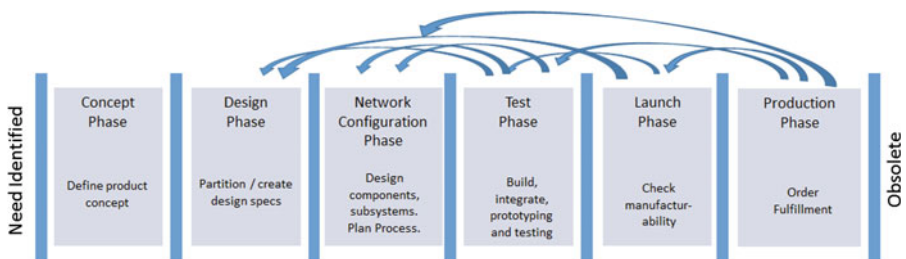 Need Identified
Concept
Phase
Define product
concept
Design
Phase
Partition / create
design specs
Network
Configuration
Phase
Design
components,
subsystems.
Plan Process.
Test
Phase
Build,
integrate,
prototyping
and testing
Launch
Phase
Check
manufactur-
ability
Production
Phase
Order
Fulfillment
Obsolete